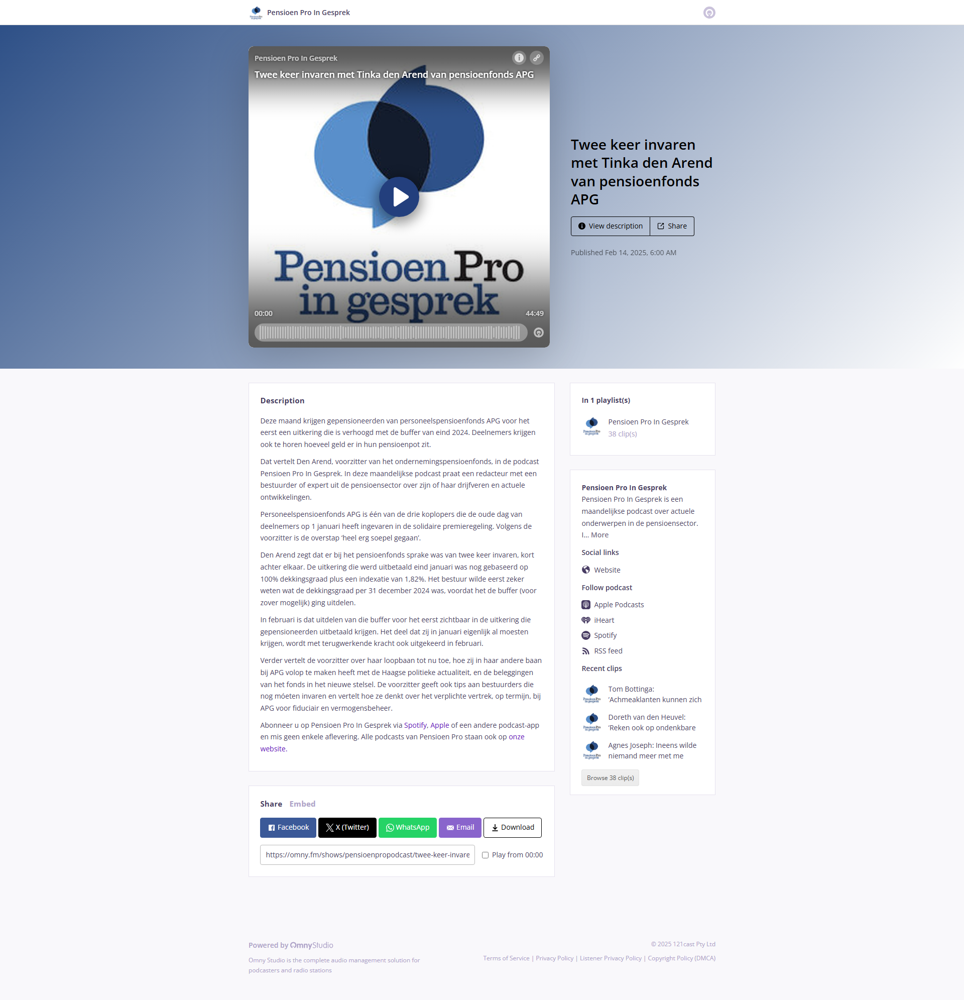 Pensioen Pro In Gesprek
Pensioen Pro In Gesprek
Twee keer invaren met Tinka den Arend van pensioenfonds APG
Pensioen Pro
in gesprek
00:00
44:49
Twee keer invaren
met Tinka den Arend
van pensioenfonds
APG
View description
Share
Published Feb 14, 2025, 6:00 AM
Description
Deze maand krijgen gepensioneerden van personeelspensioenfonds APG voor het
eerst een uitkering die is verhoogd met de buffer van eind 2024. Deelnemers krijgen
ook te horen hoeveel geld er in hun pensioenpot zit.
Dat vertelt Den Arend, voorzitter van het ondernemingspensioenfonds, in de podcast
Pensioen Pro In Gesprek. In deze maandelijkse podcast praat een redacteur met een
bestuurder of expert uit de pensioensector over zijn of haar drijfveren en actuele
ontwikkelingen.
Personeelspensioenfonds APG is één van de drie koplopers die de oude dag van
deelnemers op 1 januari heeft ingevaren in de solidaire premieregeling. Volgens de
voorzitter is de overstap ‘heel erg soepel gegaan’.
Den Arend zegt dat er bij het pensioenfonds sprake was van twee keer invaren, kort
achter elkaar. De uitkering die werd uitbetaald eind januari was nog gebaseerd op
100% dekkingsgraad plus een indexatie van 1,82%. Het bestuur wilde eerst zeker
weten wat de dekkingsgraad per 31 december 2024 was, voordat het de buffer (voor
zover mogelijk) ging uitdelen.
In februari is dat uitdelen van die buffer voor het eerst zichtbaar in de uitkering die
gepensioneerden uitbetaald krijgen. Het deel dat zij in januari eigenlijk al moesten
krijgen, wordt met terugwerkende kracht ook uitgekeerd in februari.
Verder vertelt de voorzitter over haar loopbaan tot nu toe, hoe zij in haar andere baan
bij APG volop te maken heeft met de Haagse politieke actualiteit, en de beleggingen
van het fonds in het nieuwe stelsel. De voorzitter geeft ook tips aan bestuurders die
nog móeten invaren en vertelt hoe ze denkt over het verplichte vertrek, op termijn, bij
APG voor fiduciair en vermogensbeheer.
Abonneer u op Pensioen Pro In Gesprek via Spotify, Apple of een andere podcast-app
en mis geen enkele aflevering. Alle podcasts van Pensioen Pro staan ook op onze
website.
Share Embed
Facebook
X (Twitter)
WhatsApp
Email
Download
https://omny.fm/shows/pensioenpropodcast/twee-keer-invare
Play from 00:00
In 1 playlist(s)
Pensioen Pro In Gesprek
38 clip(s)
Pensioen Pro In Gesprek
Pensioen Pro In Gesprek is een
maandelijkse podcast over actuele
onderwerpen in de pensioensector.
I... More
Social links
Website
Follow podcast
Apple Podcasts
iHeart
Spotify
RSS feed
Recent clips
Tom Bottinga:
‘Achmeaklanten kunnen zich
Doreth van den Heuvel:
‘Reken ook op ondenkbare
Agnes Joseph: Ineens wilde
niemand meer met me
Browse 38 clip(s)
Powered by OmnyStudio
Omny Studio is the complete audio management solution for
podcasters and radio stations
© 2025 121cast Pty Ltd
Terms of Service | Privacy Policy | Listener Privacy Policy | Copyright Policy (DMCA)